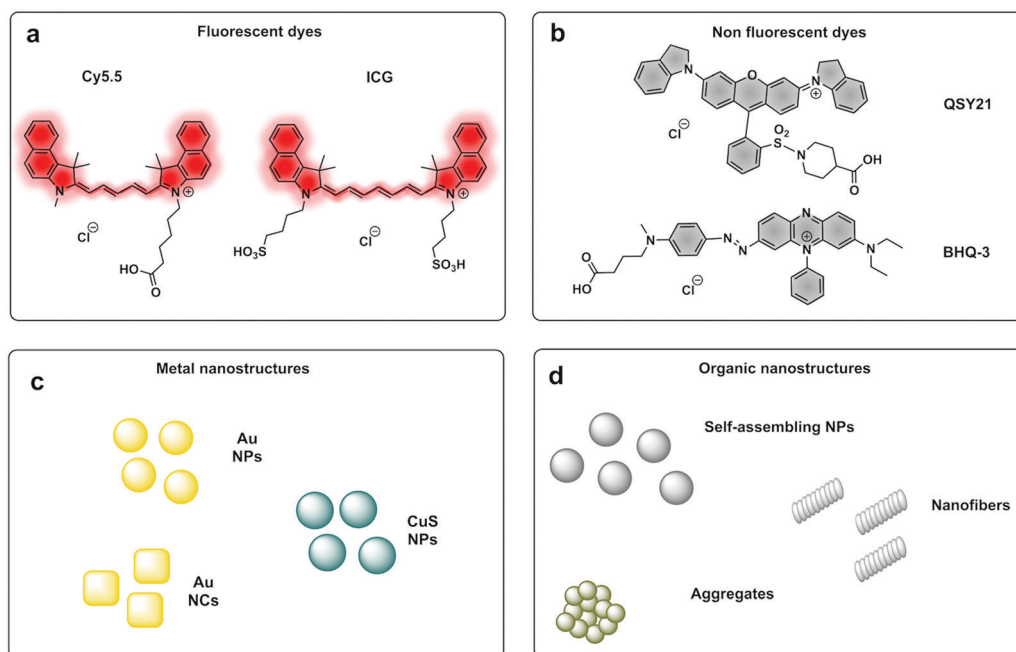 a
Fluorescent dyes
Cy5.5
ICG
N
N
⊕
Cl⊖
HO
O
N
N
⊕
HO3S
Cl⊖
SO3H
b
Non fluorescent dyes
N
O
N
⊕
QSY21
Cl⊖
O2
S
N
OH
O
N
N
N
N
⊕
N
N
BHQ-3
O
HO
Cl⊖
c
Metal nanostructures
Au
NPs
CuS
NPs
Au
NCs
d
Organic nanostructures
Self-assembling NPs
Nanofibers
Aggregates